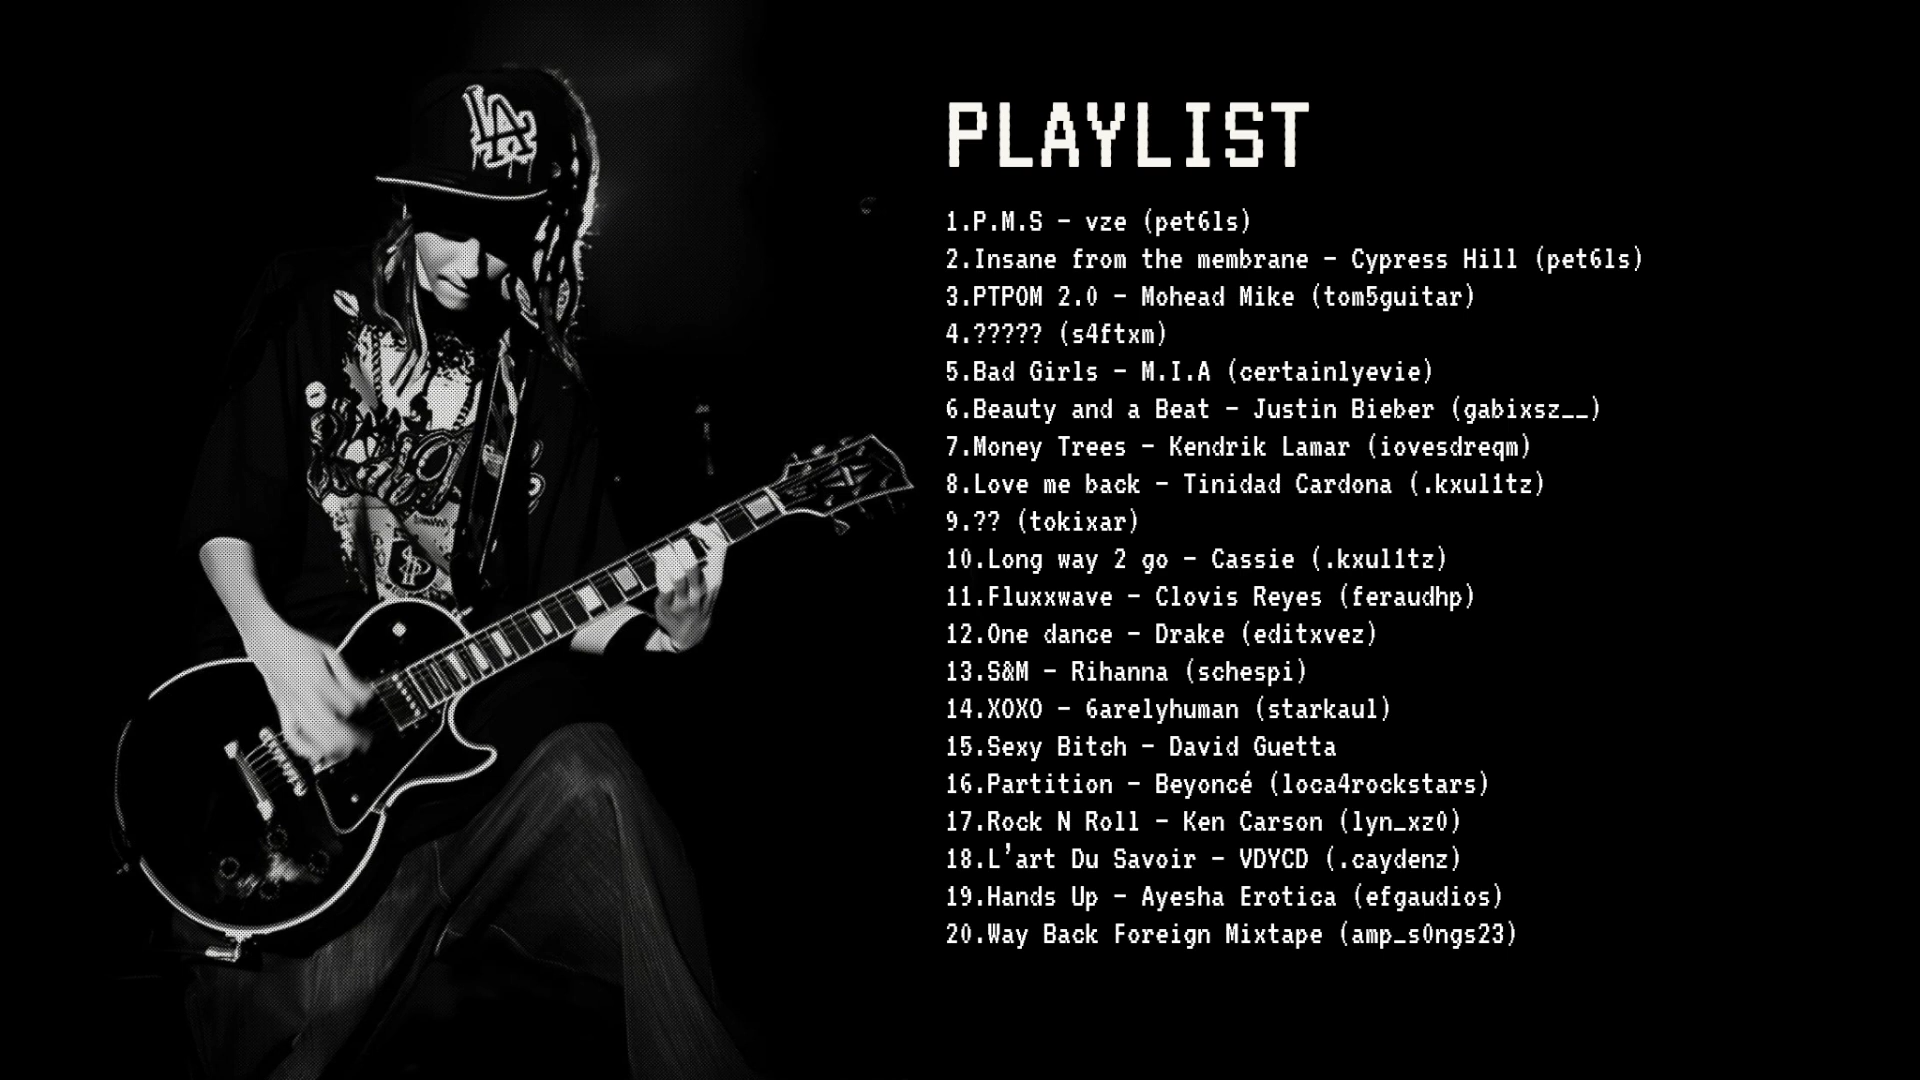 LA
PLAYLIST
1.P.M.S - vze (pet6ls)
2.Insane from the membrane - Cypress Hill (pet6ls)
3.PTPOM 2.0 - Mohead Mike (tom5guitar)
4.????? (s4ftxm)
5.Bad Girls - M.I.A (certainlyevie)
6.Beauty and a Beat - Justin Bieber (gabixsz__)
7.Money Trees - Kendrik Lamar (iovesdreqm)
8.Love me back - Tinidad Cardona (.kxul1tz)
9.?? (tokixar)
10.Long way 2 go - Cassie (.kxul1tz)
11.Fluxxwave - Clovis Reyes (feraudhp)
12.One dance - Drake (editxvez)
13.S&M - Rihanna (schespi)
14.XOXO - 6arelyhuman (starkaul)
15.Sexy Bitch - David Guetta
16.Partition - Beyoncé (loca4rockstars)
17.Rock N Roll - Ken Carson (lyn_xz0)
18.L'art Du Savoir - VDYCD (.caydenz)
19.Hands Up - Ayesha Erotica (efgaudios)
20.Way Back Foreign Mixtape (amp_s0ngs23)